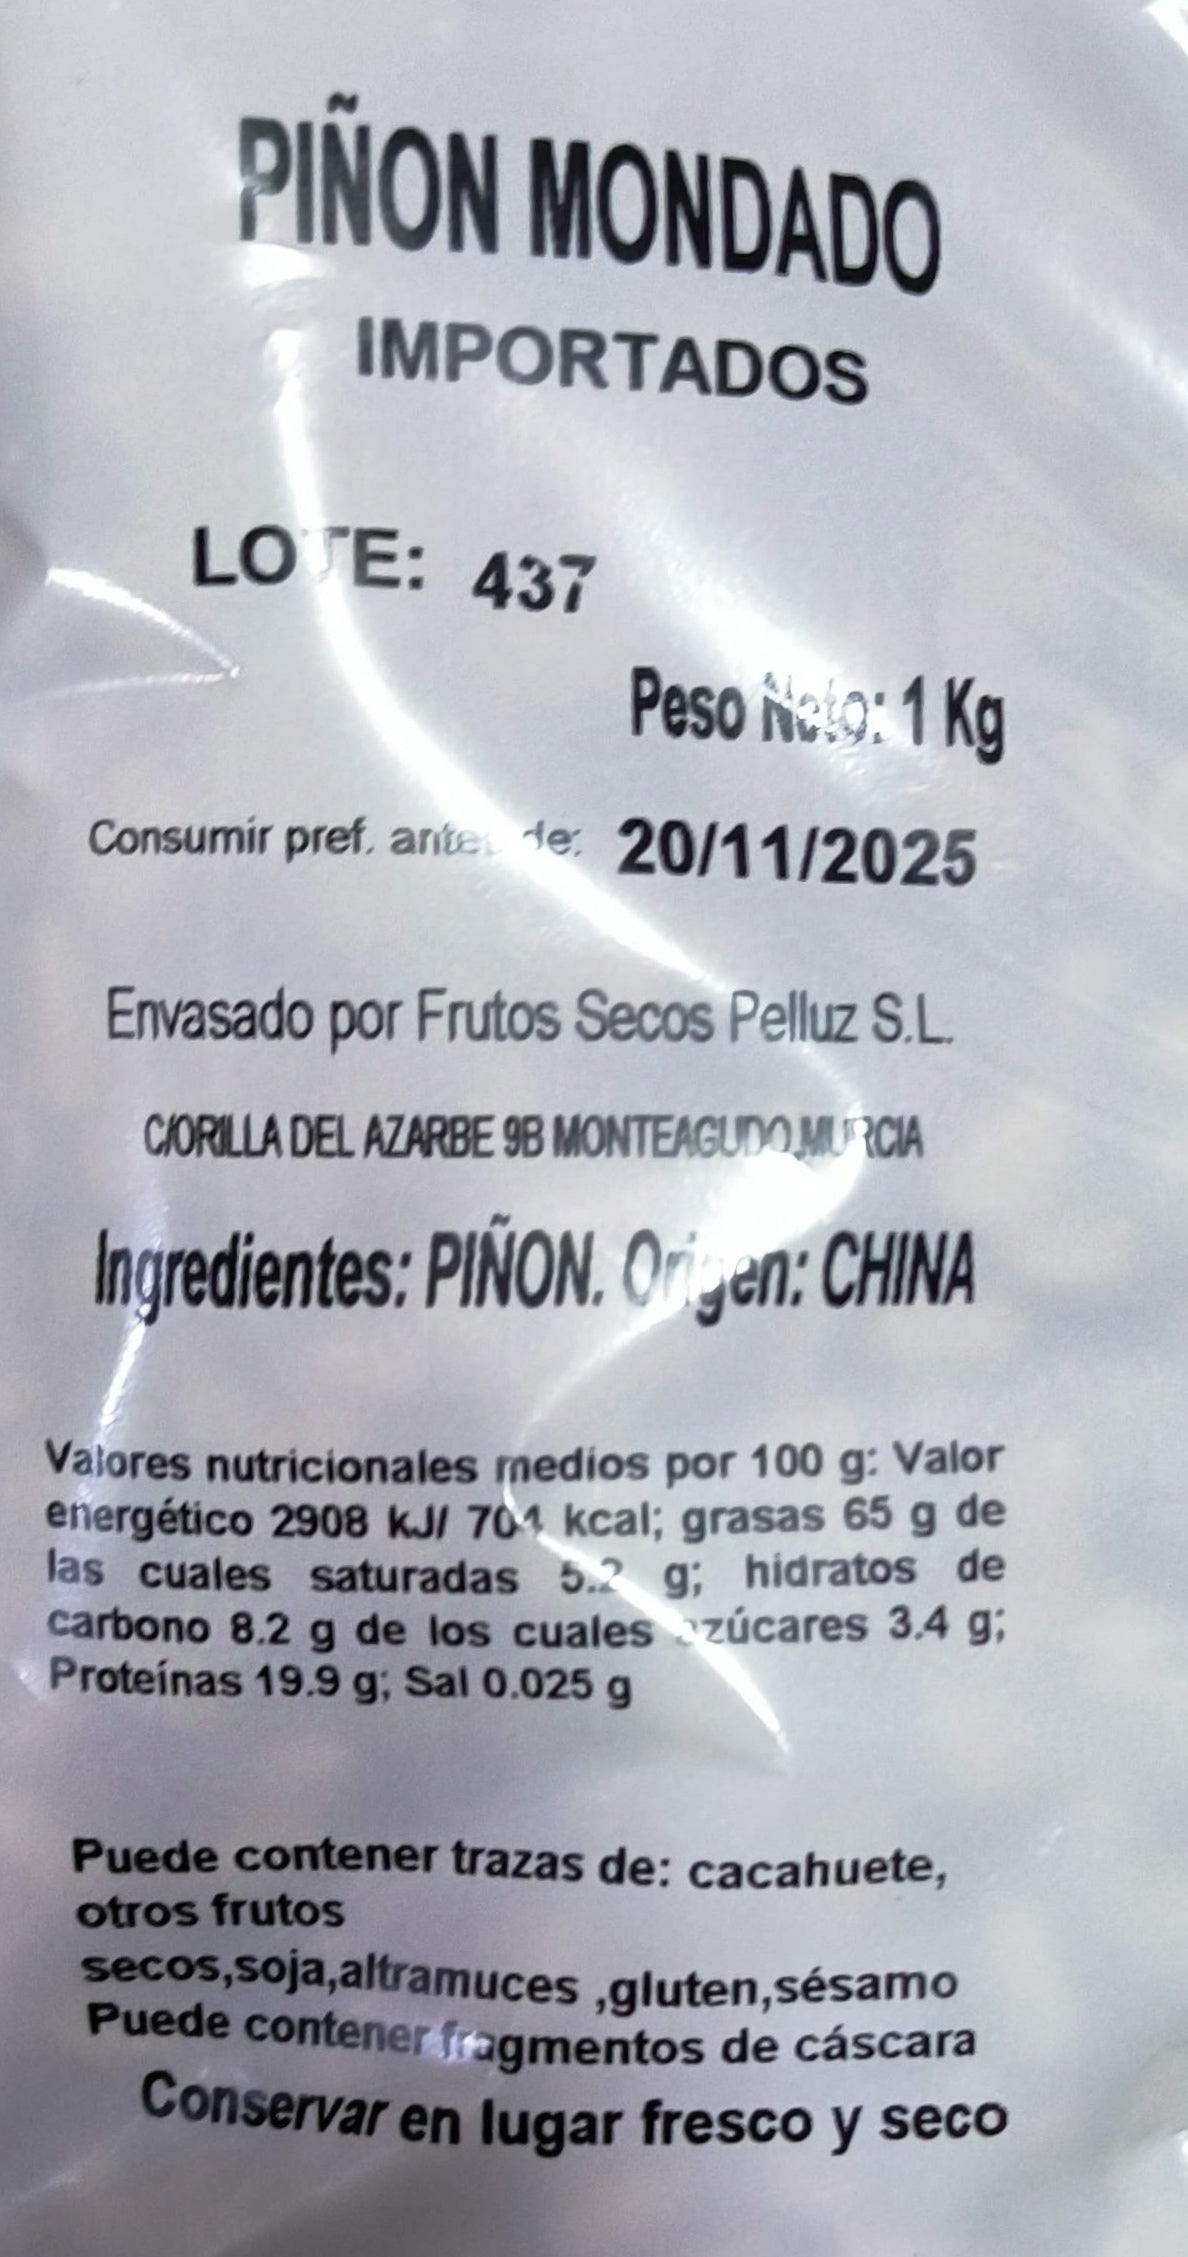 PIÑON MONDADO
IMPORTADOS
LOTE: 437
Peso Neto: 1 Kg
Consumir pref. antes de: 20/11/2025
Envasado por Frutos Secos Pelluz S.L.
C/ORILLA DEL AZARBE 9B MONTEAGUDO,MURCIA
Ingredientes: PIÑON. Origen: CHINA
Valores nutricionales medios por 100 g: Valor
energético 2908 kJ/ 704 kcal; grasas 65 g de
las cuales saturadas 5.2 g; hidratos de
carbono 8.2 g de los cuales azúcares 3.4 g;
Proteínas 19.9 g; Sal 0.025 g
Puede contener trazas de: cacahuete,
otros frutos
secos,soja,altramuces ,gluten,sésamo
Puede contener fragmentos de cáscara
Conservar en lugar fresco y seco